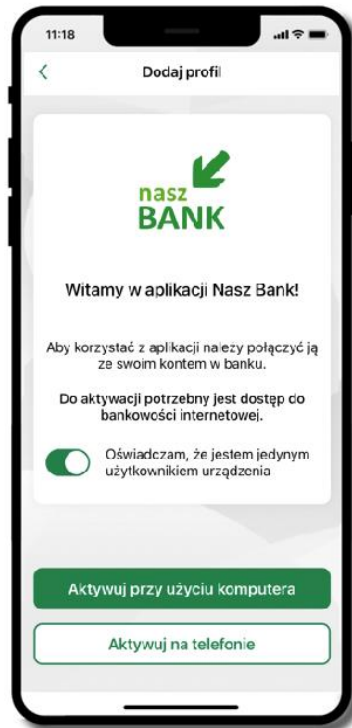 11:18
Dodaj profil
nasz
BANK
Witamy w aplikacji Nasz Bank!
Aby korzystać z aplikacji należy połączyć ją
ze swoim kontem w banku.
Do aktywacji potrzebny jest dostęp do
bankowości internetowej.
Oświadczam, że jestem jedynym
użytkownikiem urządzenia
Aktywuj przy użyciu komputera
Aktywuj na telefonie